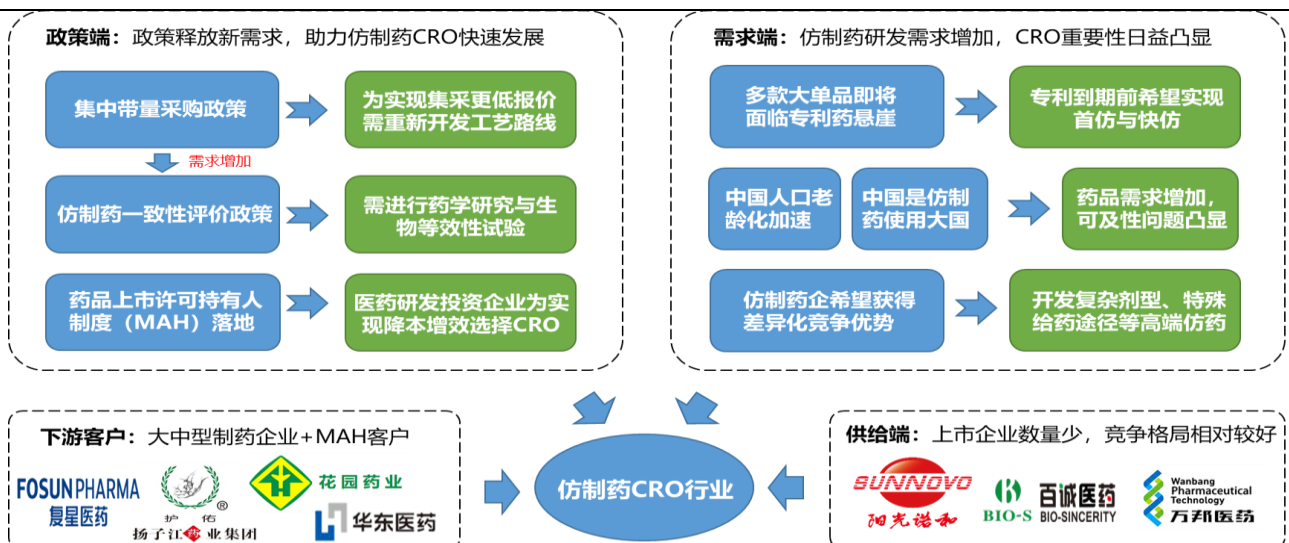 政策端：政策释放新需求，助力仿制药CRO快速发展
集中带量采购政策
为实现集采更低报价
需重新开发工艺路线
需求增加
仿制药一致性评价政策
需进行药学研究与生
物等效性试验
药品上市许可持有人
制度（MAH）落地
医药研发投资企业为实
现降本增效选择CRO
需求端：仿制药研发需求增加，CRO重要性日益凸显
多款大单品即将
面临专利药悬崖
专利到期前希望实现
首仿与快仿
中国人口老
龄化加速
中国是仿制
药使用大国
药品需求增加，
可及性问题凸显
仿制药企希望获得
差异化竞争优势
开发复杂剂型、特殊
给药途径等高端仿药
下游客户：大中型制药企业+MAH客户
FOSUN PHARMA
复星医药
®
护 佑
扬子江药业集团
花园药业
华东医药
仿制药CRO行业
供给端：上市企业数量少，竞争格局相对较好
SUNNOVO
阳光诺和
BIO-S
百诚医药
BIO-SINCERITY
Wanbang
Pharmaceutical
Technology
万邦医药